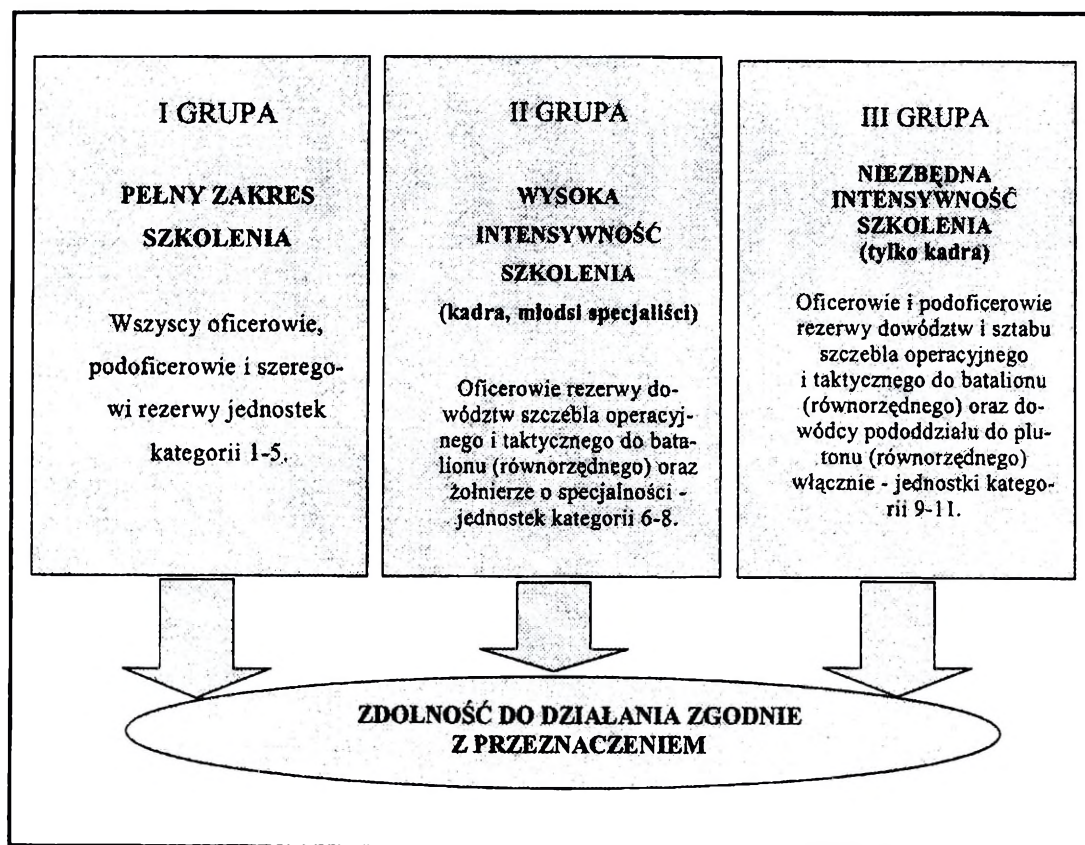 I GRUPA
PEŁNY ZAKRES
SZKOLENIA
Wszyscy oficerowie,
podoficerowie i szerego-
wi rezerwy jednostek
kategorii 1-5.
II GRUPA
WYSOKA
INTENSYWNOŚĆ
SZKOLENIA
(kadra, młodsi specjaliści)
Oficerowie rezerwy do-
wództw szczebla operacyj-
nego i taktycznego do bata-
lionu (równorzędnego) oraz
żołnierze o specjalności -
jednostek kategorii 6-8.
III GRUPA
NIEZBĘDNA
INTENSYWNOŚĆ
SZKOLENIA
(tylko kadra)
Oficerowie i podoficerowie
rezerwy dowództw i sztabu
szczebla operacyjnego
i taktycznego do batalionu
(równorzędnego) oraz do-
wódcy pododdziału do plu-
tonu (równorzędnego)
włącznie - jednostki katego-
rii 9-11.
ZDOLNOŚĆ DO DZIAŁANIA ZGODNIE
Z PRZEZNACZENIEM